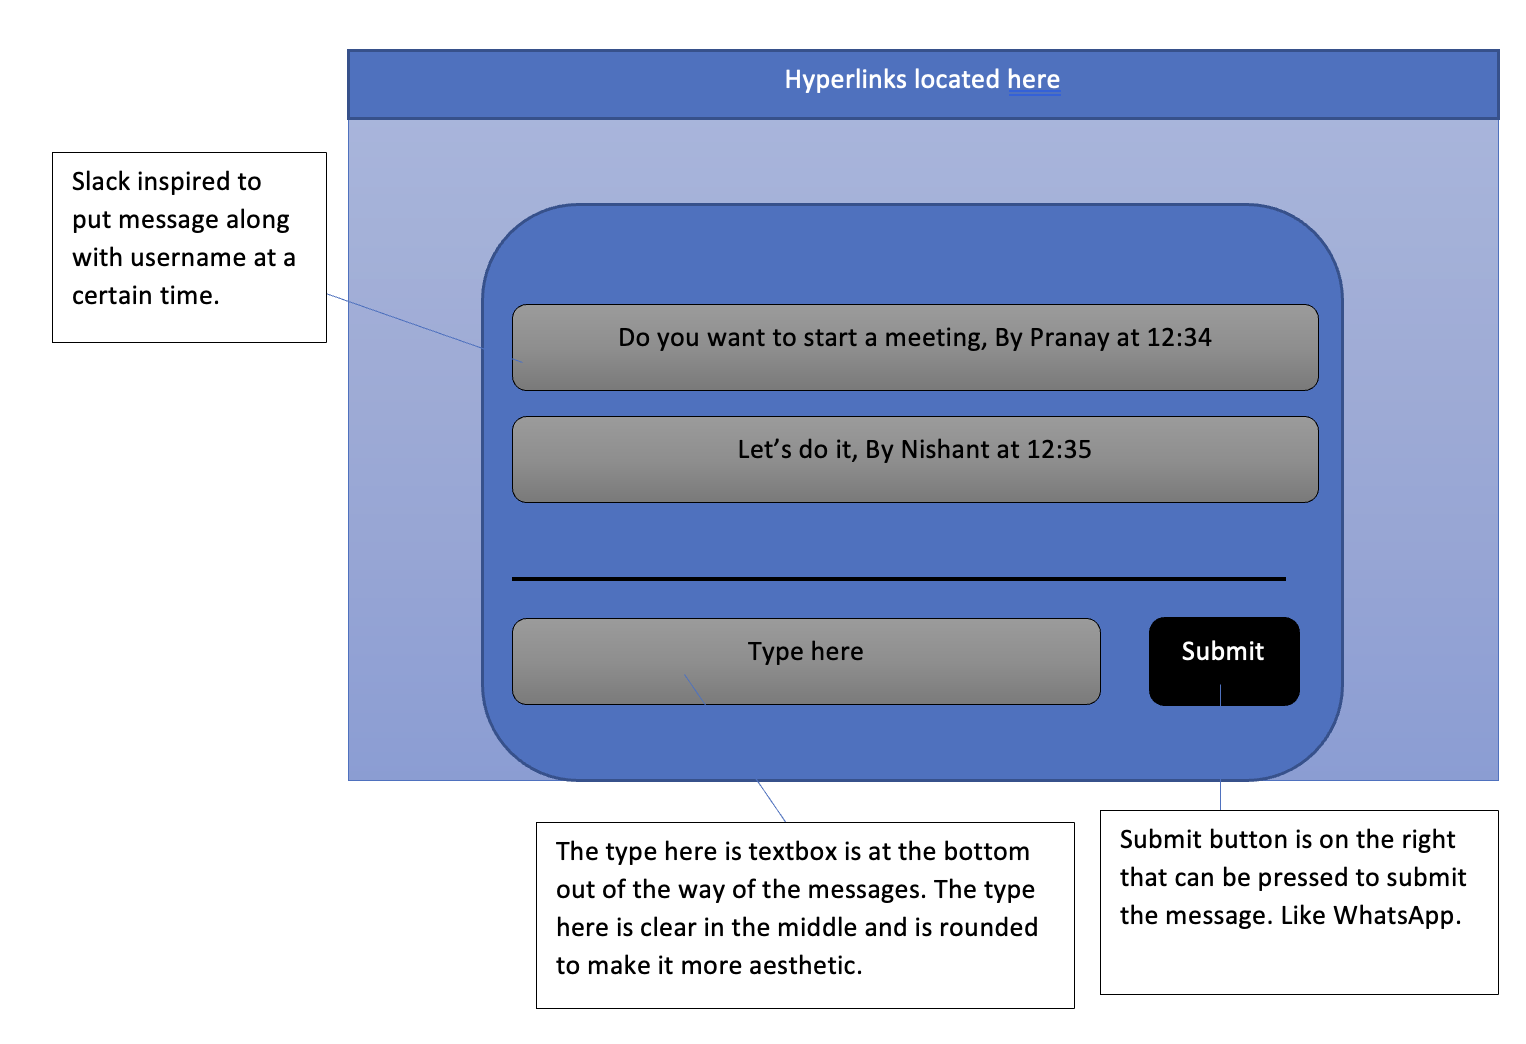 Hyperlinks located here
Slack inspired to
put message along
with username at a
certain time.
Do you want to start a meeting, By Pranay at 12:34
Let’s do it, By Nishant at 12:35
Type here
Submit
The type here is textbox is at the bottom
out of the way of the messages. The type
here is clear in the middle and is rounded
to make it more aesthetic.
Submit button is on the right
that can be pressed to submit
the message. Like WhatsApp.